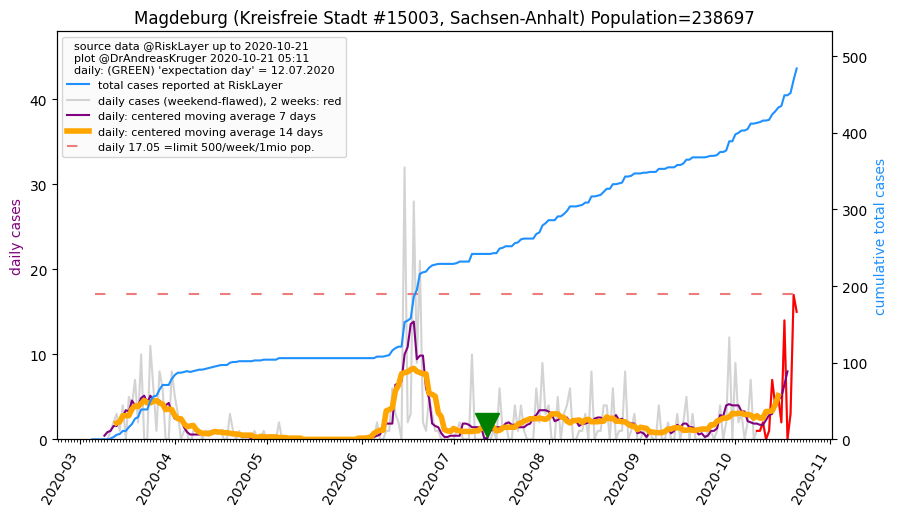 Magdeburg (Kreisfreie Stadt #15003, Sachsen-Anhalt) Population=238697
source data @RiskLayer up to 2020-10-21
plot @DrAndreasKruger 2020-10-21 05:11
daily: (GREEN) 'expectation day' = 12.07.2020
total cases reported at RiskLayer
daily cases (weekend-flawed), 2 weeks: red
daily: centered moving average 7 days
daily: centered moving average 14 days
daily 17.05 =limit 500/week/1mio pop.
daily cases
40
30
20
10
0
500
400
300
200
100
0
cumulative total cases
2020-03
2020-04
2020-05
2020-06
2020-07
2020-08
2020-09
2020-10
2020-11